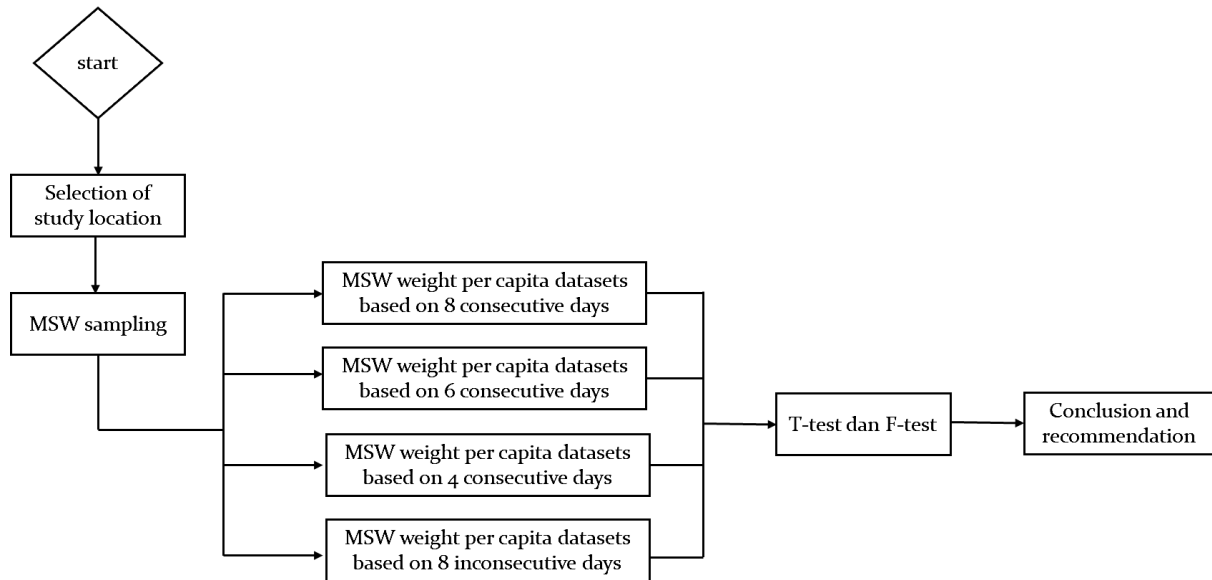 start
Selection of
study location
MSW sampling
MSW weight per capita datasets
based on 8 consecutive days
MSW weight per capita datasets
based on 6 consecutive days
MSW weight per capita datasets
based on 4 consecutive days
MSW weight per capita datasets
based on 8 inconsecutive days
T-test dan F-test
Conclusion and
recommendation